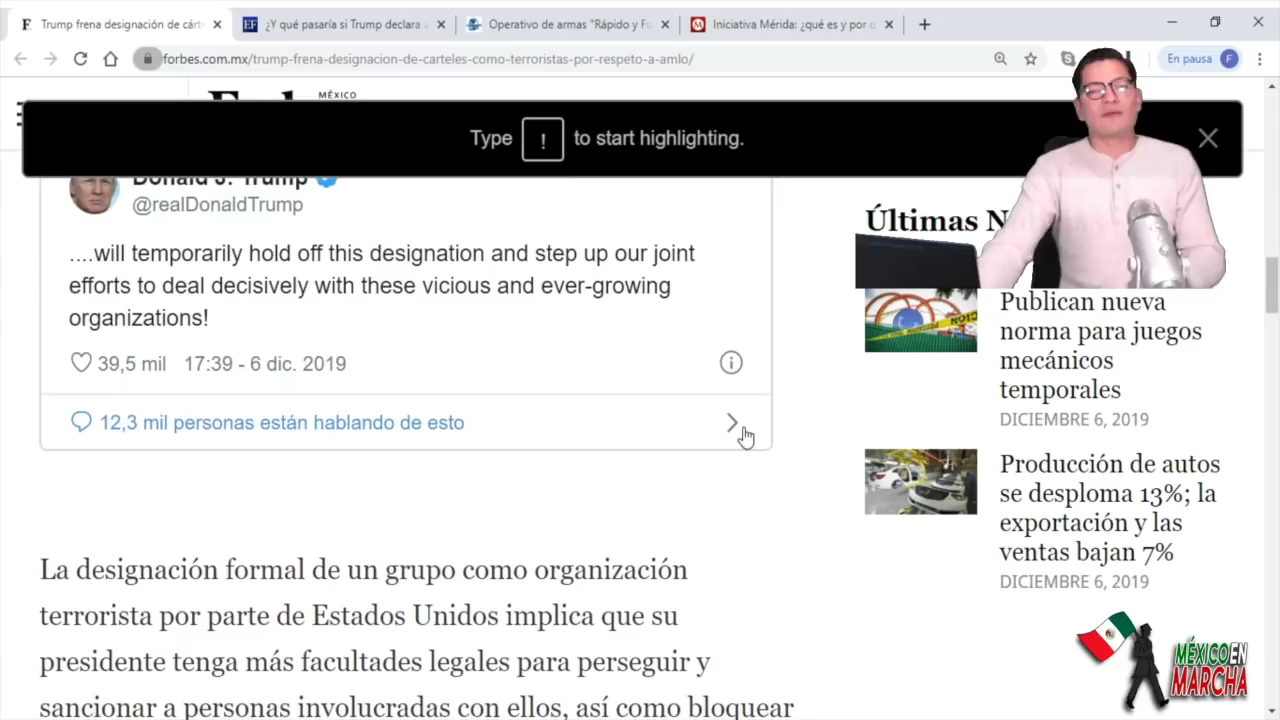 Trump frena designación de cárt
¿Y qué pasaría si Trump declara a
Operativo de armas "Rápido y Fu
Iniciativa Mérida: ¿qué es y por q
forbes.com.mx/trump-frena-designacion-de-carteles-como-terroristas-por-respeto-a-amlo/
En pausa
F
MÉXICO
Type ! to start highlighting.
Donald J. Trump
@realDonaldTrump
....will temporarily hold off this designation and step up our joint
efforts to deal decisively with these vicious and ever-growing
organizations!
39,5 mil 17:39 - 6 dic. 2019
12,3 mil personas están hablando de esto
La designación formal de un grupo como organización
terrorista por parte de Estados Unidos implica que su
presidente tenga más facultades legales para perseguir y
sancionar a personas involucradas con ellos, así como bloquear
Últimas N
Publican nueva
norma para juegos
mecánicos
temporales
DICIEMBRE 6, 2019
Producción de autos
se desploma 13%; la
exportación y las
ventas bajan 7%
DICIEMBRE 6, 2019
MÉXICO EN
MARCHA